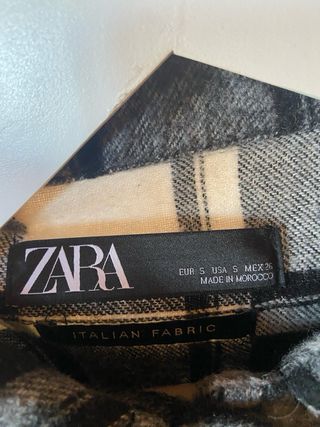 ZARA
EUR S USA S MEX 26
MADE IN MOROCCO
ITALIAN FABRIC